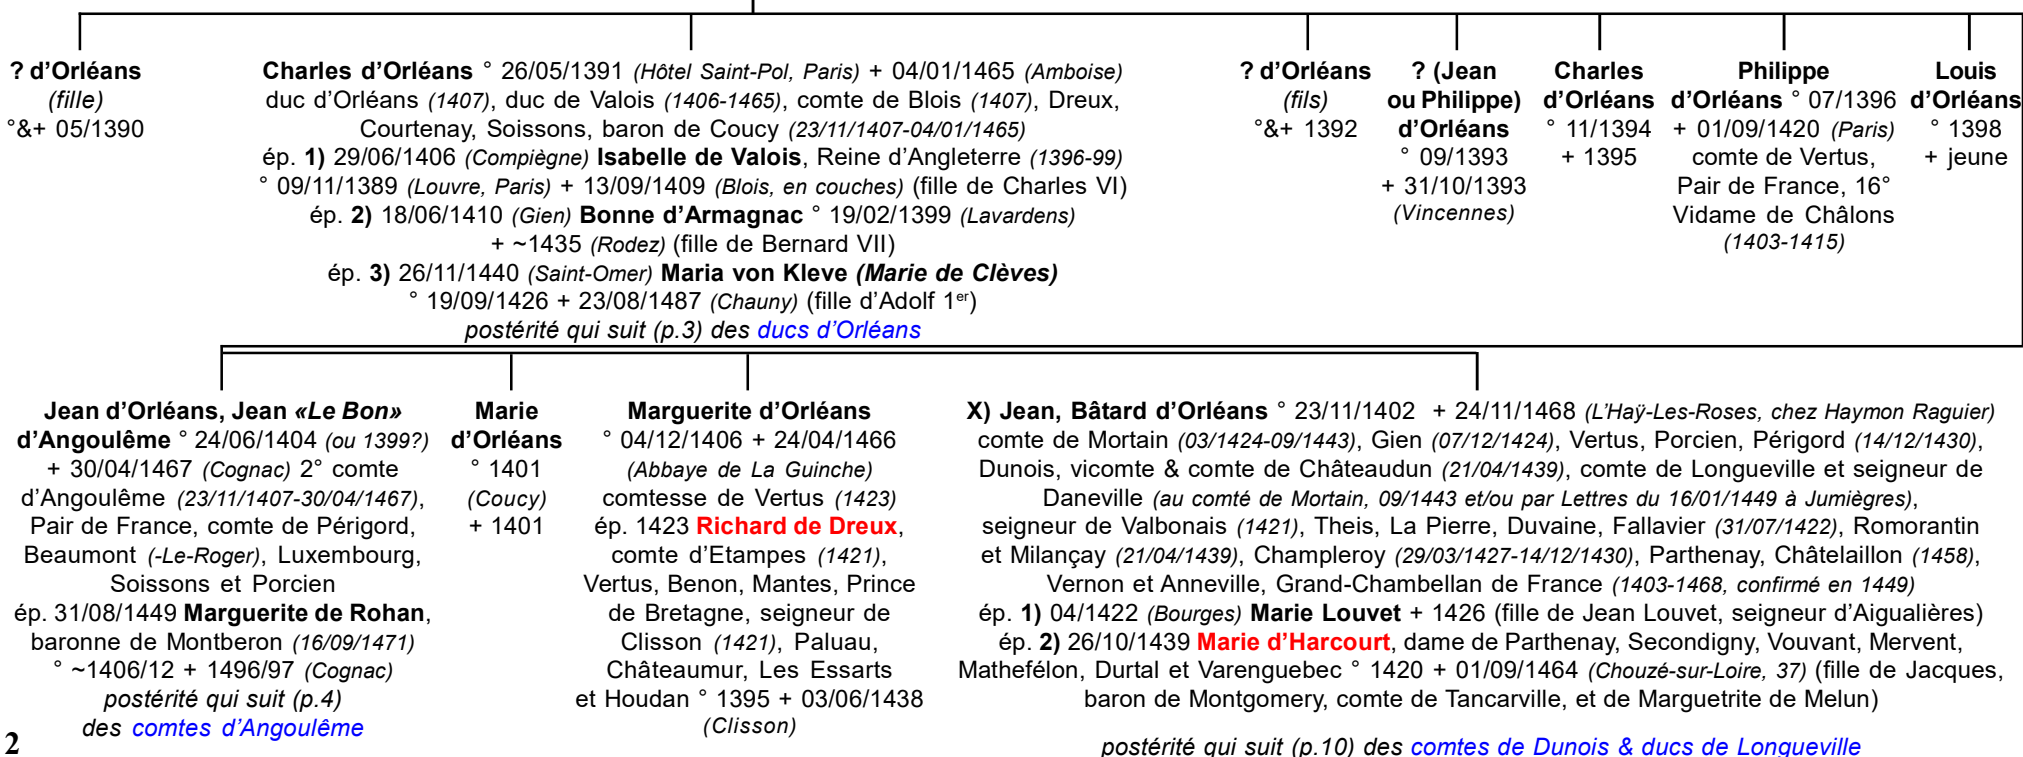 ? d'Orléans
(fille)
°&+ 05/1390
Charles d'Orléans ° 26/05/1391 (Hôtel Saint-Pol, Paris) + 04/01/1465 (Amboise)
duc d'Orléans (1407), duc de Valois (1406-1465), comte de Blois (1407), Dreux,
Courtenay, Soissons, baron de Coucy (23/11/1407-04/01/1465)
ép. 1) 29/06/1406 (Compiègne) Isabelle de Valois, Reine d'Angleterre (1396-99)
° 09/11/1389 (Louvre, Paris) + 13/09/1409 (Blois, en couches) (fille de Charles VI)
ép. 2) 18/06/1410 (Gien) Bonne d'Armagnac ° 19/02/1399 (Lavardens)
+ ~1435 (Rodez) (fille de Bernard VII)
ép. 3) 26/11/1440 (Saint-Omer) Maria von Kleve (Marie de Clèves)
° 19/09/1426 + 23/08/1487 (Chauny) (fille d'Adolf 1er)
postérité qui suit (p.3) des ducs d'Orléans
? d'Orléans
(fils)
°&+ 1392
? (Jean
ou Philippe)
d'Orléans
° 09/1393
+ 31/10/1393
(Vincennes)
Charles
d'Orléans
° 11/1394
+ 1395
Philippe
d'Orléans ° 07/1396
+ 01/09/1420 (Paris)
comte de Vertus,
Pair de France, 16°
Vidame de Châlons
(1403-1415)
Louis
d'Orléans
° 1398
+ jeune
Jean d'Orléans, Jean «Le Bon»
d'Angoulême ° 24/06/1404 (ou 1399?)
+ 30/04/1467 (Cognac) 2° comte
d'Angoulême (23/11/1407-30/04/1467),
Pair de France, comte de Périgord,
Beaumont (-Le-Roger), Luxembourg,
Soissons et Porcien
ép. 31/08/1449 Marguerite de Rohan,
baronne de Montberon (16/09/1471)
° ~1406/12 + 1496/97 (Cognac)
postérité qui suit (p.4)
des comtes d'Angoulême
Marie
d'Orléans
° 1401
(Coucy)
+ 1401
Marguerite d'Orléans
° 04/12/1406 + 24/04/1466
(Abbaye de La Guinche)
comtesse de Vertus (1423)
ép. 1423 Richard de Dreux,
comte d'Etampes (1421),
Vertus, Benon, Mantes, Prince
de Bretagne, seigneur de
Clisson (1421), Paluau,
Châteaumur, Les Essarts
et Houdan ° 1395 + 03/06/1438
(Clisson)
X) Jean, Bâtard d'Orléans ° 23/11/1402 + 24/11/1468 (L'Haÿ-Les-Roses, chez Haymon Raguier)
comte de Mortain (03/1424-09/1443), Gien (07/12/1424), Vertus, Porcien, Périgord (14/12/1430),
Dunois, vicomte & comte de Châteaudun (21/04/1439), comte de Longueville et seigneur de
Daneville (au comté de Mortain, 09/1443 et/ou par Lettres du 16/01/1449 à Jumiègres),
seigneur de Valbonais (1421), Theis, La Pierre, Duvaine, Fallavier (31/07/1422), Romorantin
et Milançay (21/04/1439), Champleroy (29/03/1427-14/12/1430), Parthenay, Châtelaillon (1458),
Vernon et Anneville, Grand-Chambellan de France (1403-1468, confirmé en 1449)
ép. 1) 04/1422 (Bourges) Marie Louvet + 1426 (fille de Jean Louvet, seigneur d'Aigualières)
ép. 2) 26/10/1439 Marie d'Harcourt, dame de Parthenay, Secondigny, Vouvant, Mervent,
Mathefélon, Durtal et Varenguebec ° 1420 + 01/09/1464 (Chouzé-sur-Loire, 37) (fille de Jacques,
baron de Montgomery, comte de Tancarville, et de Marguetrite de Melun)
postérité qui suit (p.10) des comtes de Dunois & ducs de Longueville
2